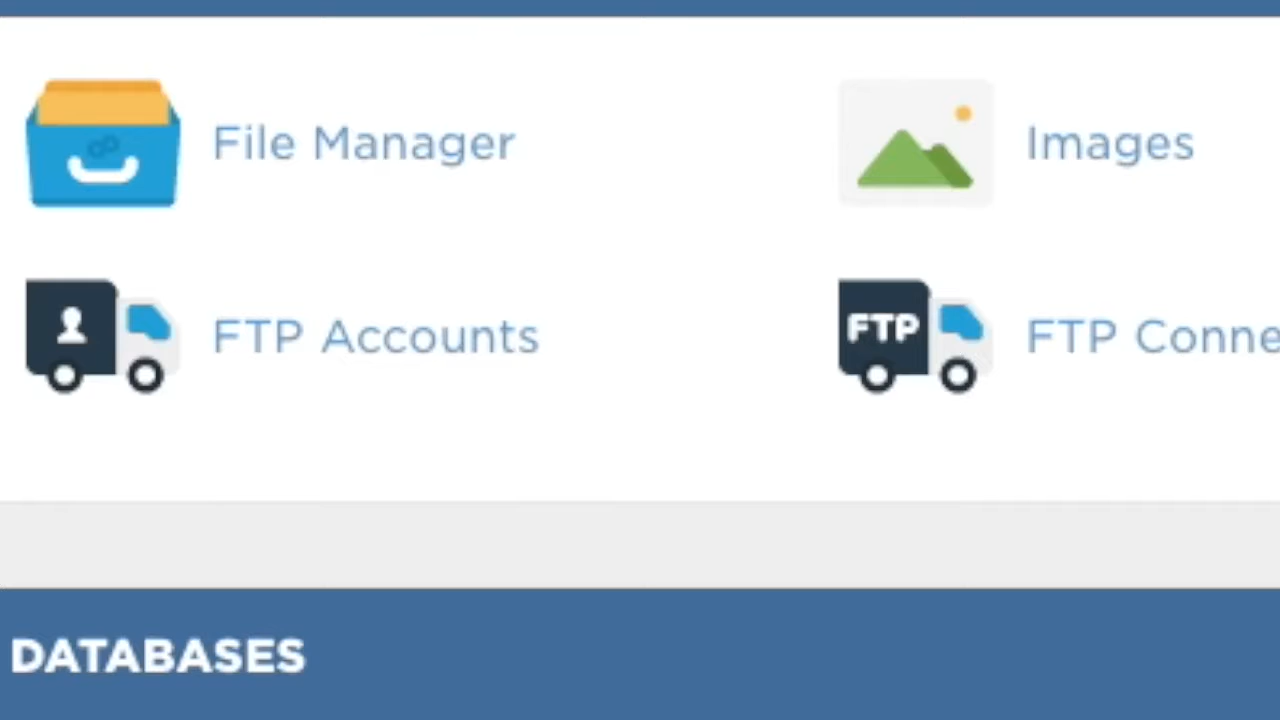 File Manager
Images
FTP Accounts
FTP
FTP Conne
DATABASES